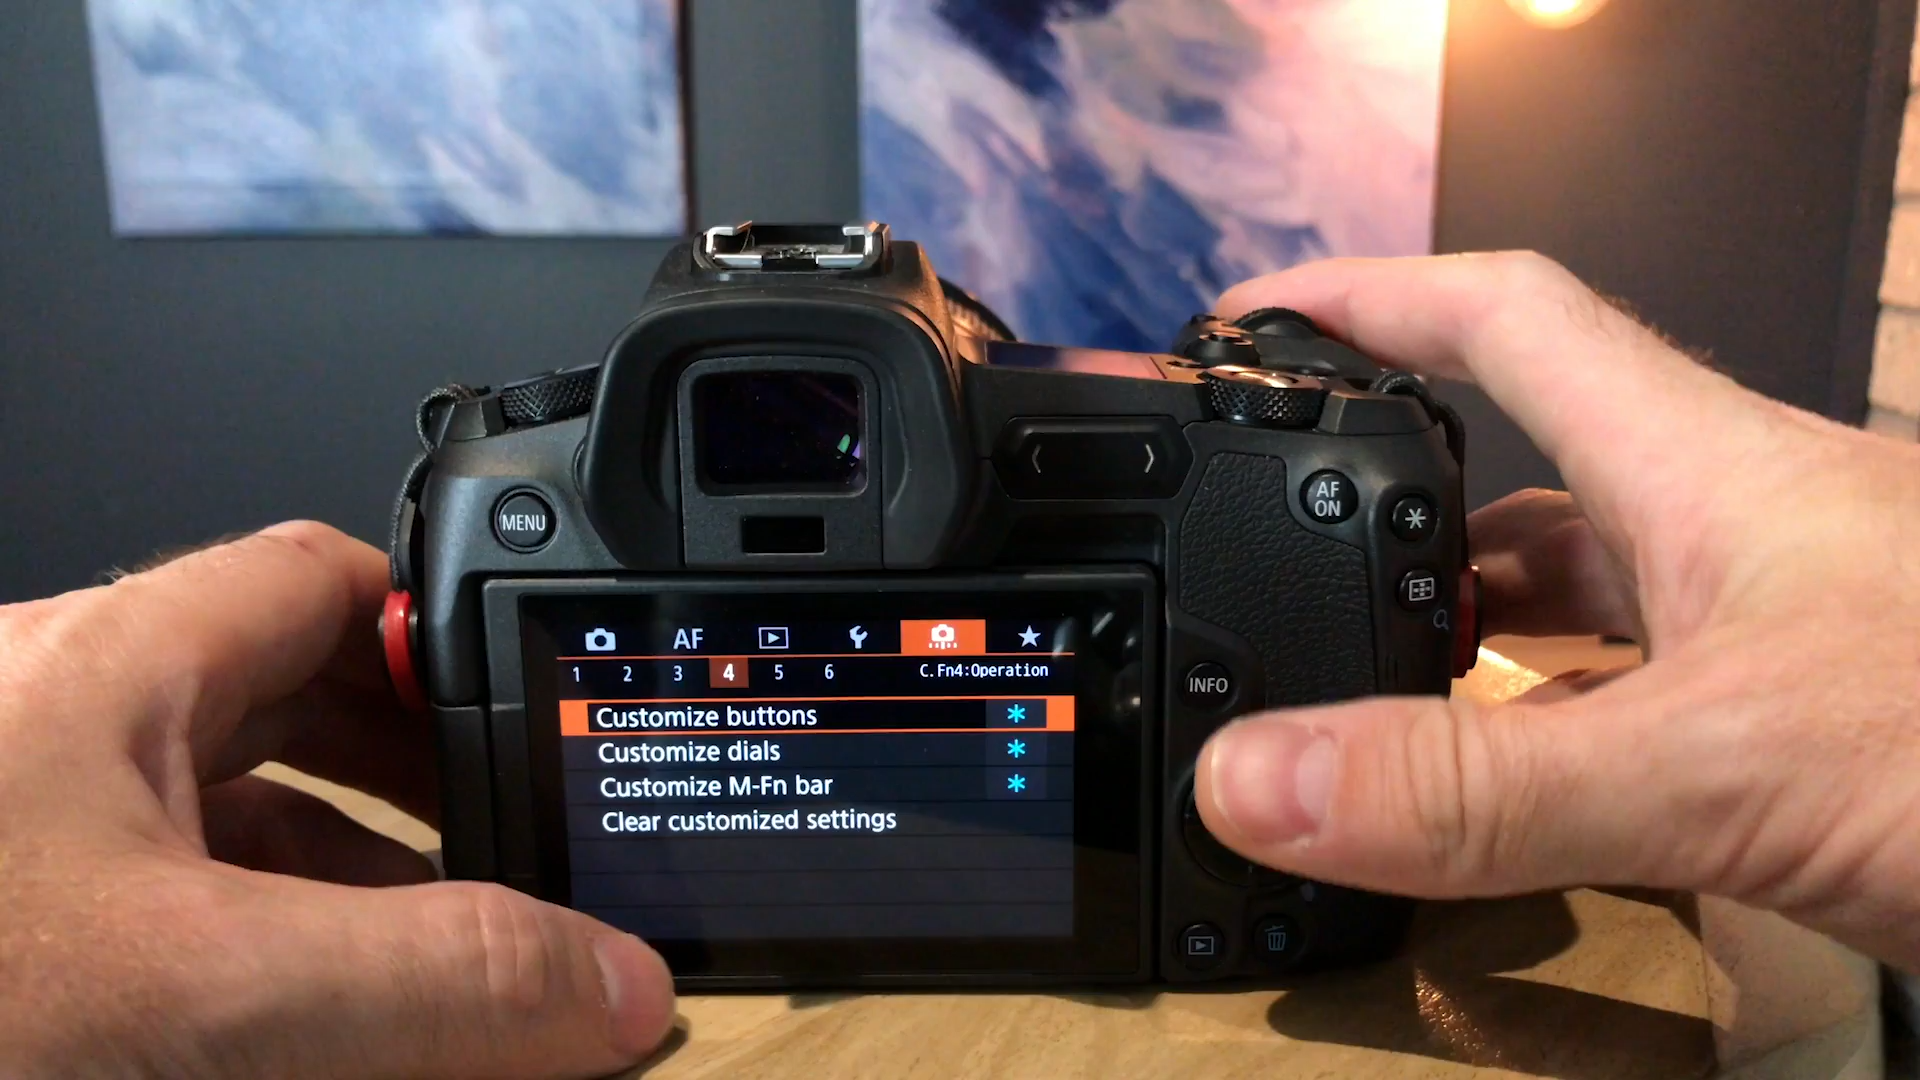 MENU
AF
ON
INFO
AF
1 2 3 4 5 6 C.Fn4:Operation
Customize buttons *
Customize dials *
Customize M-Fn bar *
Clear customized settings